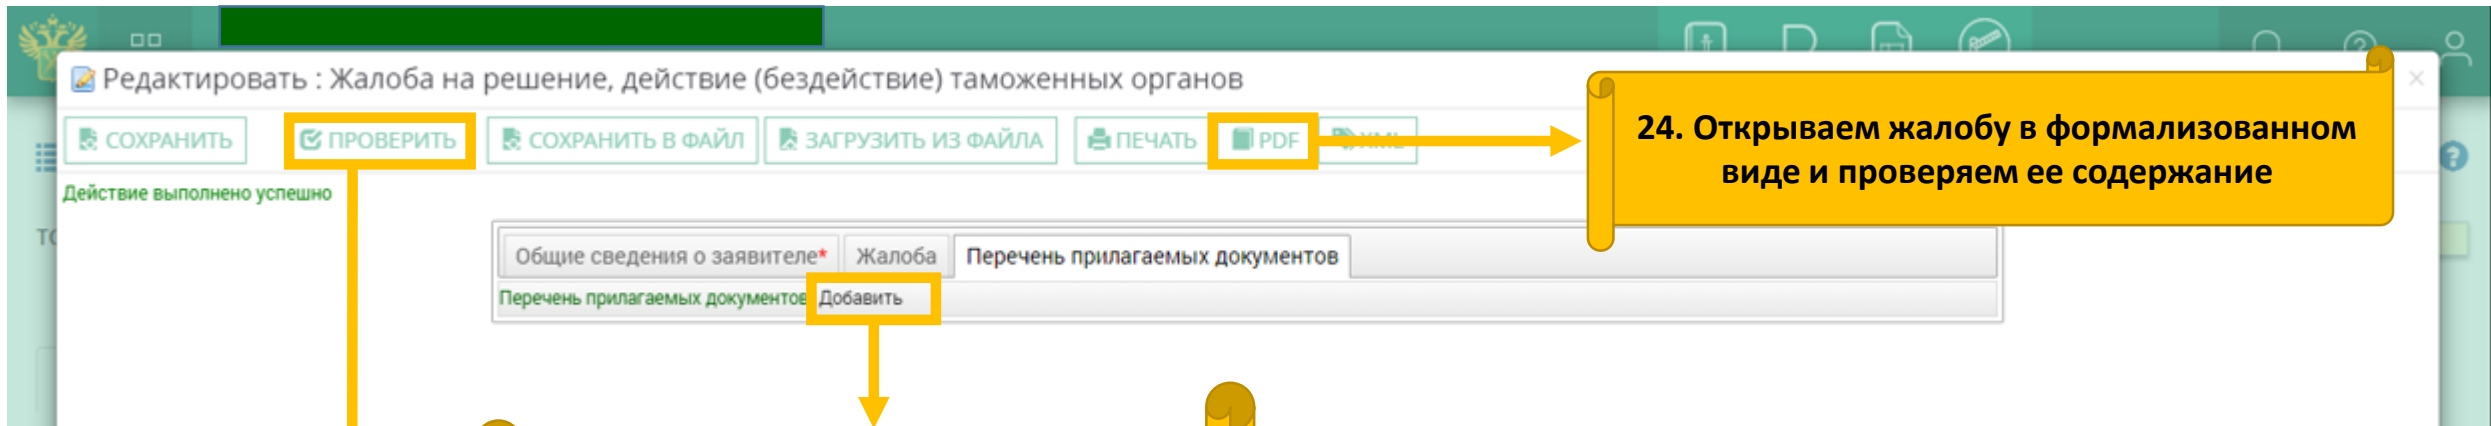 Редактировать : Жалоба на решение, действие (бездействие) таможенных органов
СОХРАНИТЬ ПРОВЕРИТЬ СОХРАНИТЬ В ФАЙЛ ЗАГРУЗИТЬ ИЗ ФАЙЛА ПЕЧАТЬ PDF XML
24. Открываем жалобу в формализованном
виде и проверяем ее содержание
Действие выполнено успешно
Общие сведения о заявителе* Жалоба Перечень прилагаемых документов
Перечень прилагаемых документов Добавить